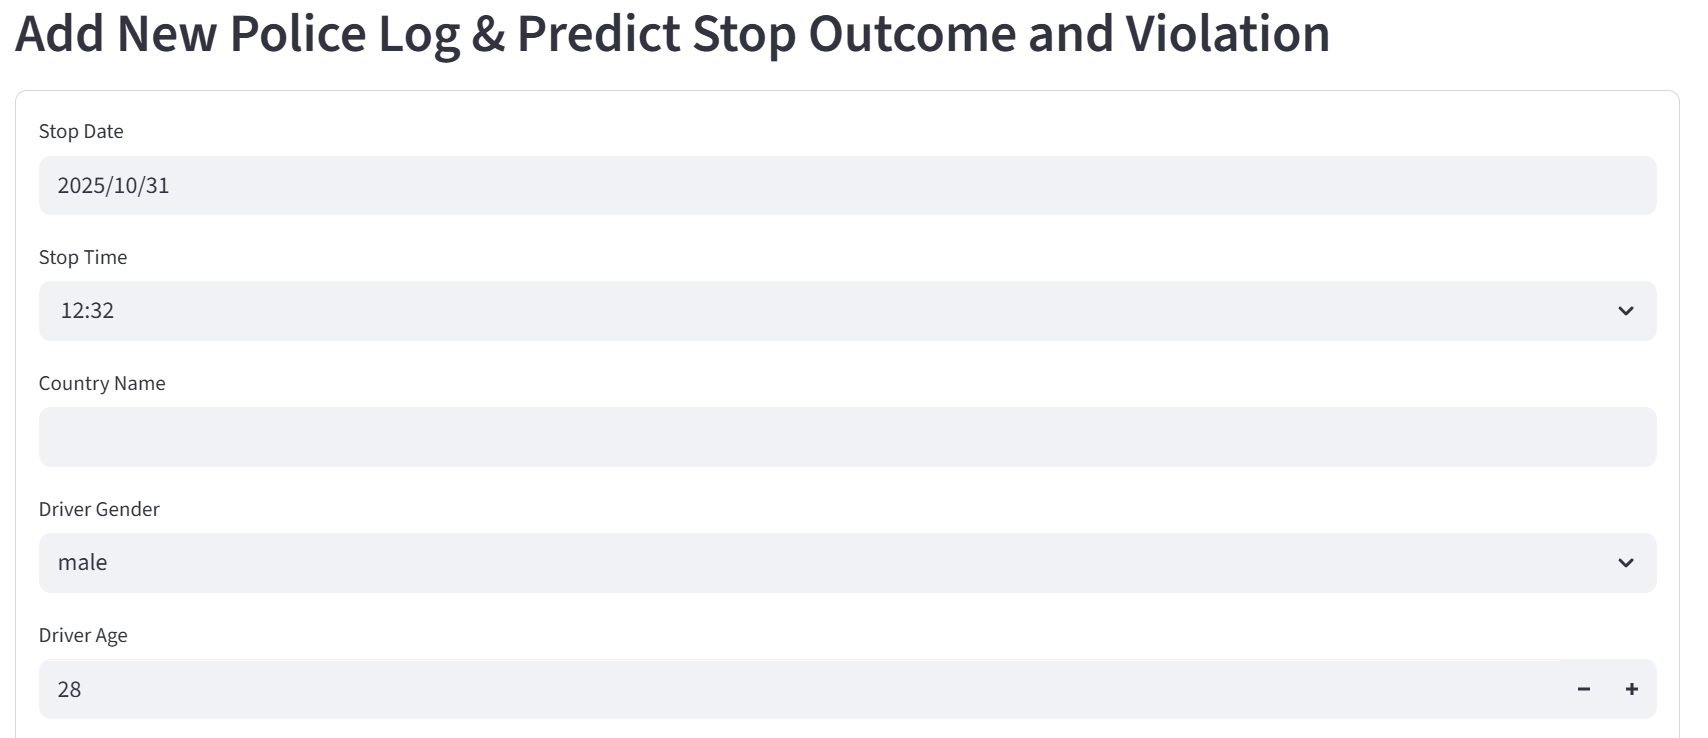 Add New Police Log & Predict Stop Outcome and Violation
Stop Date
2025/10/31
Stop Time
12:32
Country Name
Driver Gender
male
Driver Age
28